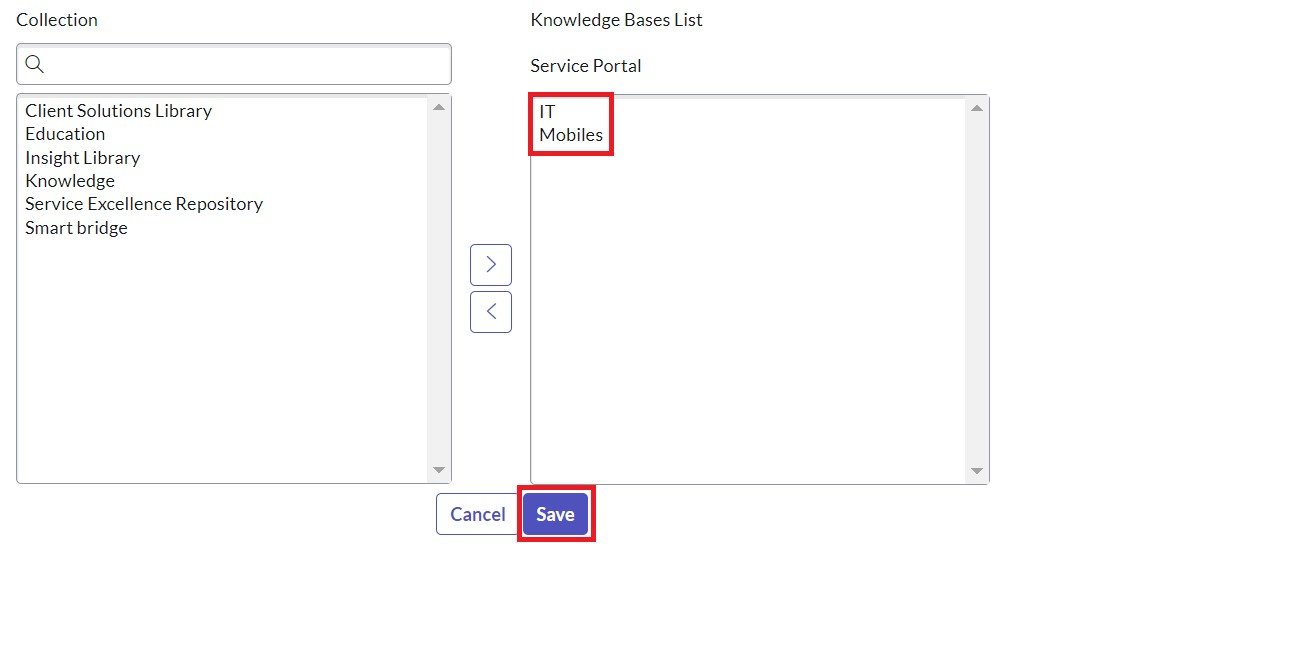 Collection
Knowledge Bases List
Service Portal
Client Solutions Library
Education
Insight Library
Knowledge
Service Excellence Repository
Smart bridge
IT
Mobiles
Cancel
Save